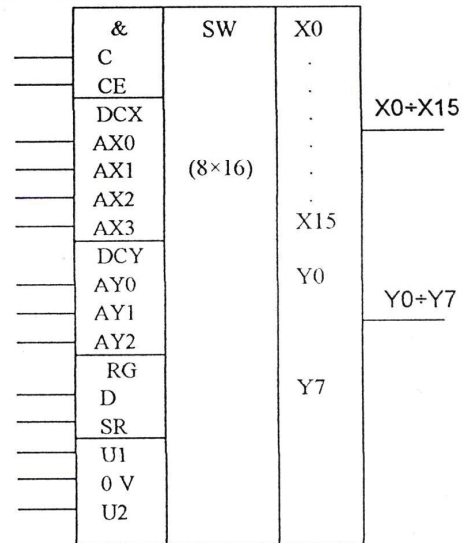 & SW X0
C
CE
DCX
X0÷X15
AX0
AX1 (8×16)
AX2
AX3 X15
DCY
Y0
AY0
AY1 Y0÷Y7
AY2
RG
Y7
D
SR
U1
0 V
U2